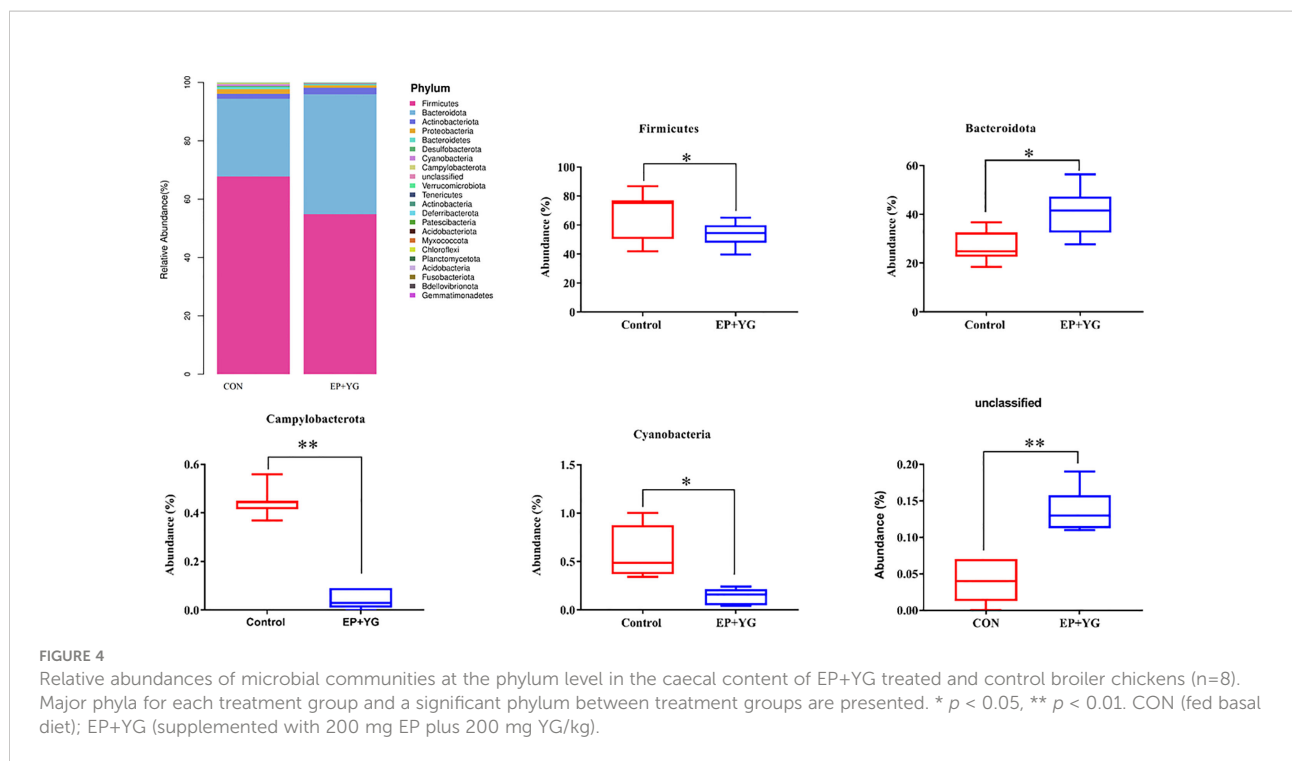 100
80
60
40
20
0
Relative Abundance(%)
CON
EP+YG
Phylum
Firmicutes
Bacteroidota
Actinobacteriota
Proteobacteria
Bacteroidetes
Desulfobacterota
Cyanobacteria
Campylobacterota
unclassified
Verrucomicrobiota
Tenericutes
Actinobacteria
Deferribacterota
Patescibacteria
Acidobacteriota
Myxococcota
Chloroflexi
Planctomycetota
Acidobacteria
Fusobacteriota
Bdellovibrionota
Gemmatimonadetes
Firmicutes
*
100
80
60
40
20
0
Abundance (%)
Control
EP+YG
Bacteroidota
*
60
40
20
0
Abundance (%)
Control
EP+YG
Campylobacterota
**
0.6
0.4
0.2
0.0
Abundance (%)
Control
EP+YG
Cyanobacteria
*
1.5
1.0
0.5
0.0
Abundance (%)
Control
EP+YG
unclassified
**
0.20
0.15
0.10
0.05
0.00
Abundance (%)
CON
EP+YG
FIGURE 4
Relative abundances of microbial communities at the phylum level in the caecal content of EP+YG treated and control broiler chickens (n=8).
Major phyla for each treatment group and a significant phylum between treatment groups are presented. * p < 0.05, ** p < 0.01. CON (fed basal
diet); EP+YG (supplemented with 200 mg EP plus 200 mg YG/kg).